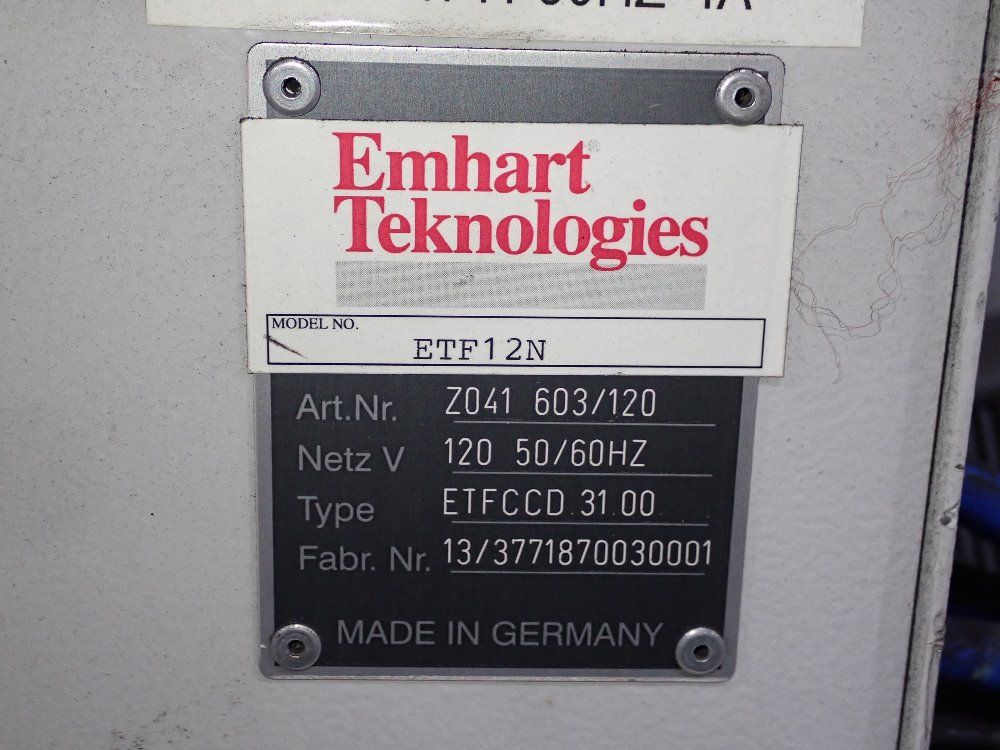 Emhart
Teknologies
MODEL NO.
ETF12N
Art.Nr. Z041 603/120
Netz V 120 50/60HZ
Type ETFCCD 31.00
Fabr. Nr. 13/3771870030001
MADE IN GERMANY